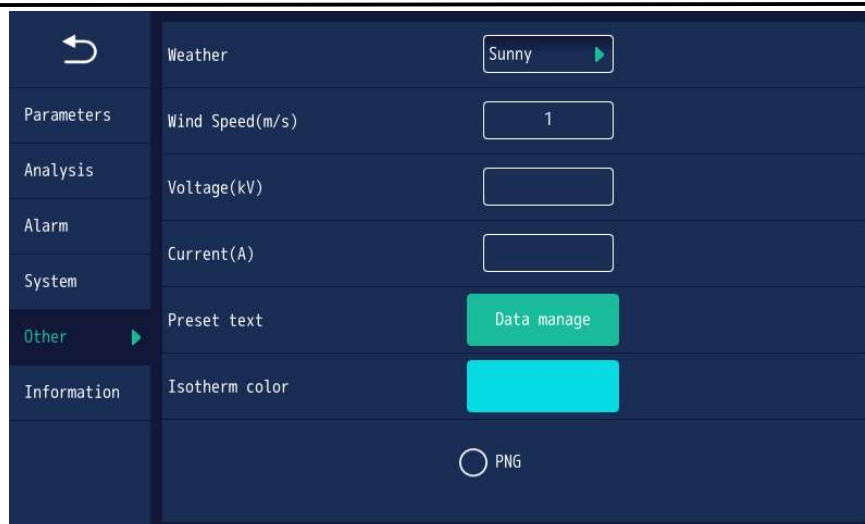 Weather Sunny
Parameters
Wind Speed(m/s) 1
Analysis
Voltage(kV)
Alarm
Current(A)
System
Preset text Data manage
Other
Isotherm color
Information
PNG